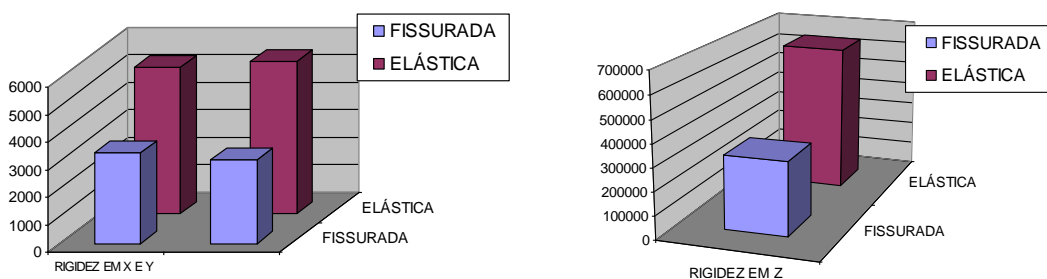 FISSURADA
ELÁSTICA
6000
5000
4000
3000
2000
1000
0
ELÁSTICA
FISSURADA
RIGIDEZ EM X E Y
FISSURADA
ELÁSTICA
700000
600000
500000
400000
300000
200000
100000
0
ELÁSTICA
FISSURADA
RIGIDEZ EM Z